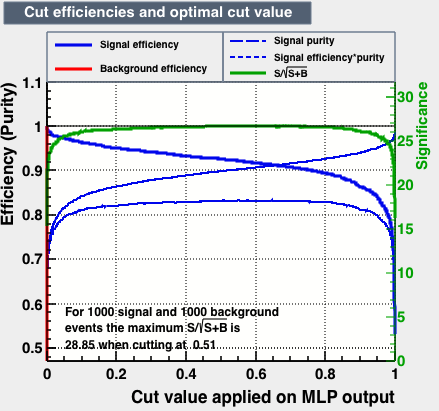 Cut efficiencies and optimal cut value
Signal efficiency
Background efficiency
Signal purity
Signal efficiency*purity
S/√S+B
Efficiency (Purity)
1.1
1
0.9
0.8
0.7
0.6
0.5
Significance
30
25
20
15
10
5
0
For 1000 signal and 1000 background
events the maximum S/√S+B is
28.85 when cutting at 0.51
0 0.2 0.4 0.6 0.8 1
Cut value applied on MLP output